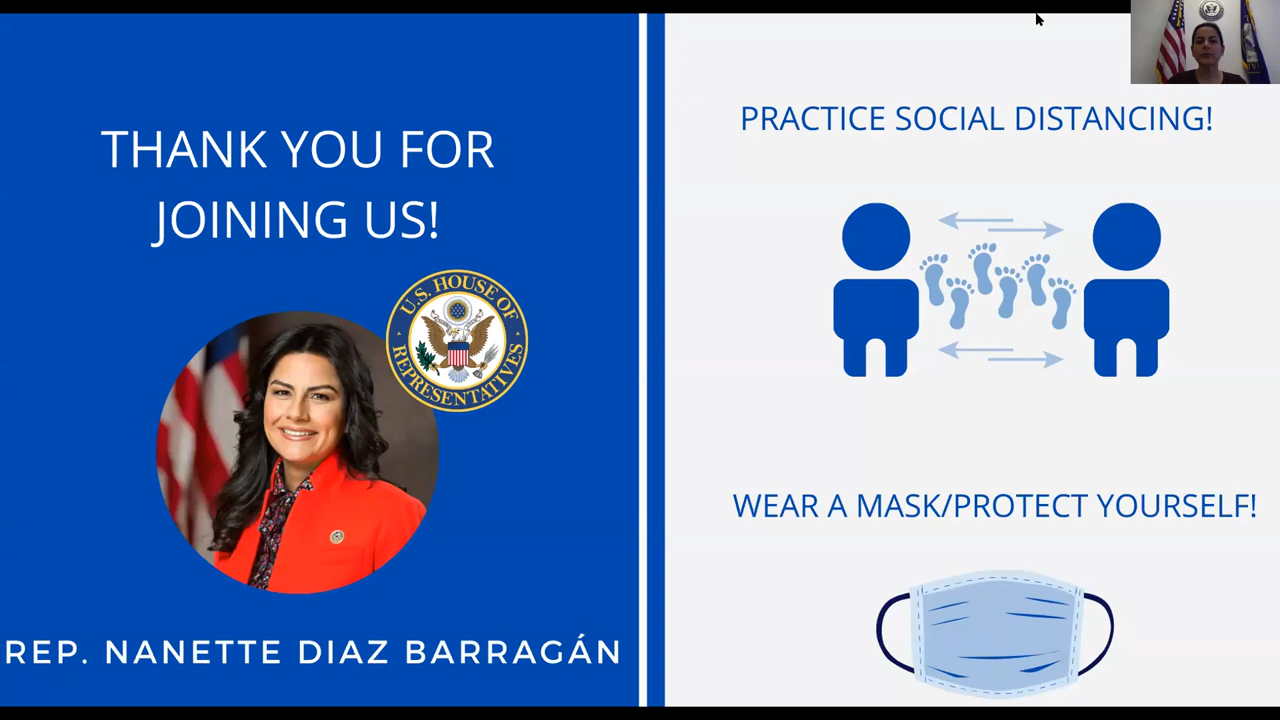 THANK YOU FOR
JOINING US!
U.S. HOUSE OF
REPRESENTATIVES
REP. NANETTE DIAZ BARRAGÁN
PRACTICE SOCIAL DISTANCING!
WEAR A MASK/PROTECT YOURSELF!